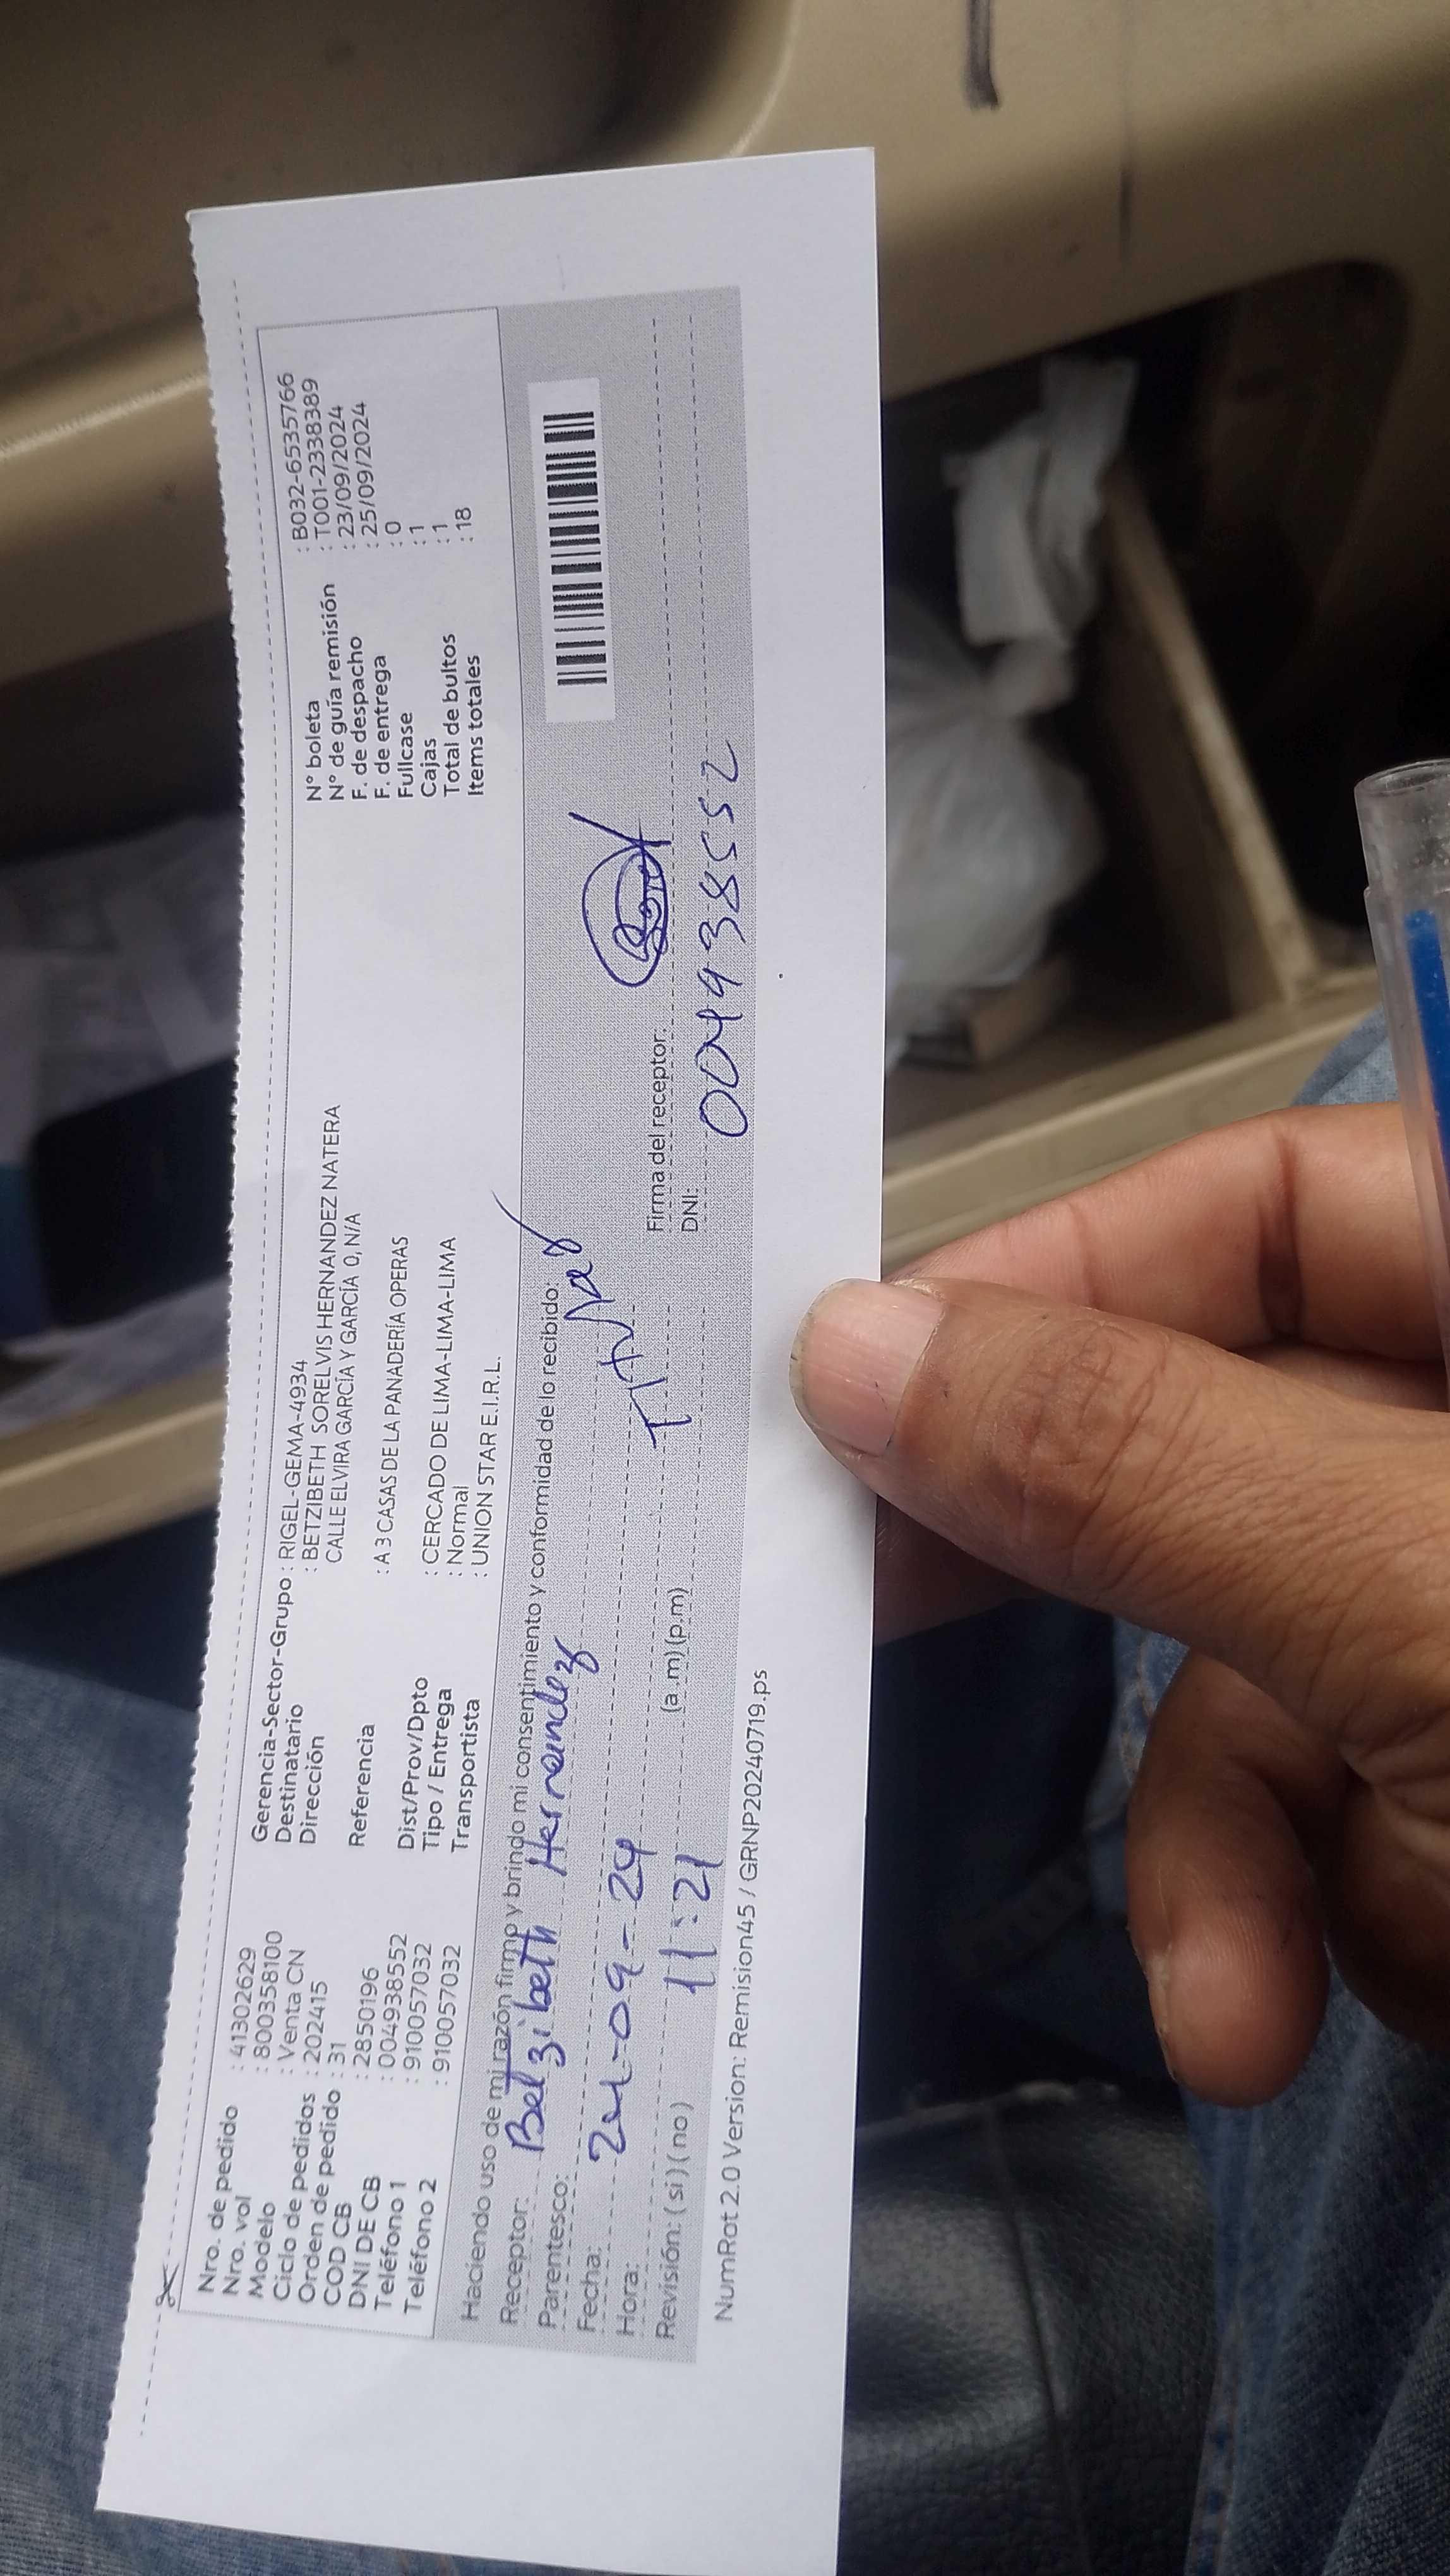 Nro. de pedido : 41302629
Nro. vol : 800358100
Modelo : Venta CN
Ciclo de pedidos : 202415
Orden de pedido : 31
COD CB : 2850196
DNI DE CB : 004938552
Teléfono 1 : 910057032
Teléfono 2 : 910057032
Gerencia-Sector-Grupo : RIGEL-GEMA-4934
Destinatario : BETZIBETH SORELVIS HERNANDEZ NATERA
Dirección CALLE ELVIRA GARCÍA Y GARCÍA 0, N/A
Referencia : A 3 CASAS DE LA PANADERÍA OPERAS
Dist/Prov/Dpto : CERCADO DE LIMA-LIMA-LIMA
Tipo / Entrega : Normal
Transportista : UNION STAR E.I.R.L.
N° boleta : B032-6535766
N° de guía remisión : T001-2338389
F. de despacho : 23/09/2024
F. de entrega : 25/09/2024
Fullcase : 0
Cajas : 1
Total de bultos : 1
Items totales : 18
Haciendo uso de mi razón firmo y brindo mi consentimiento y conformidad de lo recibido:
Receptor: Betzibeth Hernandez
Parentesco: Titular
Fecha: 24-09-24
Hora: 11:21 (a.m) (p.m)
Revisión: ( si ) ( no )
Firma del receptor:
DNI: 004938552
NumRot 2.0 Version: Remision45 / GRNP20240719.ps